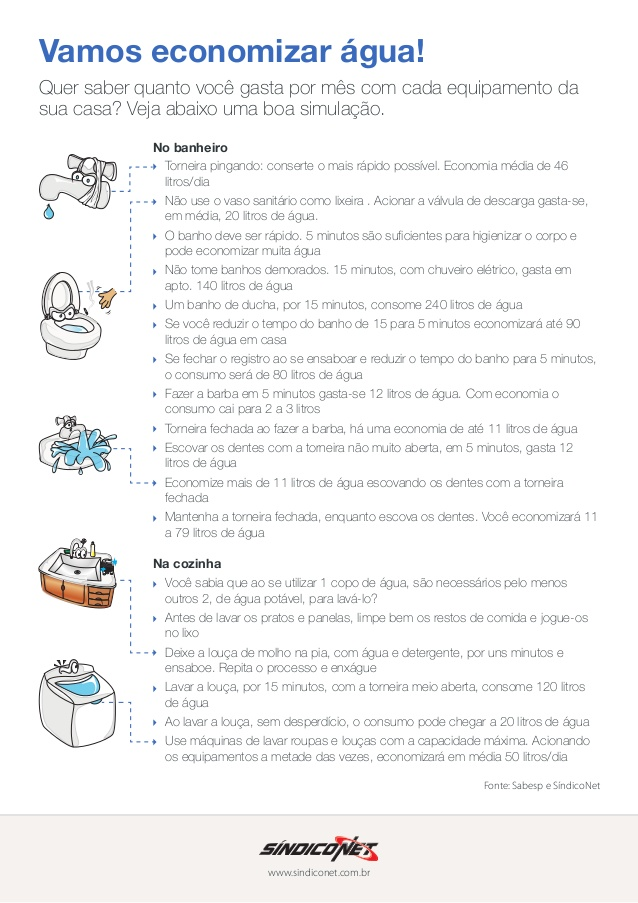 Vamos economizar água!
Quer saber quanto você gasta por mês com cada equipamento da
sua casa? Veja abaixo uma boa simulação.
No banheiro
Torneira pingando: conserte o mais rápido possível. Economia média de 46
litros/dia
Não use o vaso sanitário como lixeira . Acionar a válvula de descarga gasta-se,
em média, 20 litros de água.
O banho deve ser rápido. 5 minutos são suficientes para higienizar o corpo e
pode economizar muita água
Não tome banhos demorados. 15 minutos, com chuveiro elétrico, gasta em
apto. 140 litros de água
Um banho de ducha, por 15 minutos, consome 240 litros de água
Se você reduzir o tempo do banho de 15 para 5 minutos economizará até 90
litros de água em casa
Se fechar o registro ao se ensaboar e reduzir o tempo do banho para 5 minutos,
o consumo será de 80 litros de água
Fazer a barba em 5 minutos gasta-se 12 litros de água. Com economia o
consumo cai para 2 a 3 litros
Torneira fechada ao fazer a barba, há uma economia de até 11 litros de água
Escovar os dentes com a torneira não muito aberta, em 5 minutos, gasta 12
litros de água
Economize mais de 11 litros de água escovando os dentes com a torneira
fechada
Mantenha a torneira fechada, enquanto escova os dentes. Você economizará 11
a 79 litros de água
Na cozinha
Você sabia que ao se utilizar 1 copo de água, são necessários pelo menos
outros 2, de água potável, para lavá-lo?
Antes de lavar os pratos e panelas, limpe bem os restos de comida e jogue-os
no lixo
Deixe a louça de molho na pia, com água e detergente, por uns minutos e
ensaboe. Repita o processo e enxágue
Lavar a louça, por 15 minutos, com a torneira meio aberta, consome 120 litros
de água
Ao lavar a louça, sem desperdício, o consumo pode chegar a 20 litros de água
Use máquinas de lavar roupas e louças com a capacidade máxima. Acionando
os equipamentos a metade das vezes, economizará em média 50 litros/dia
Fonte: Sabesp e SíndicoNet
SÍNDICONET
www.sindiconet.com.br